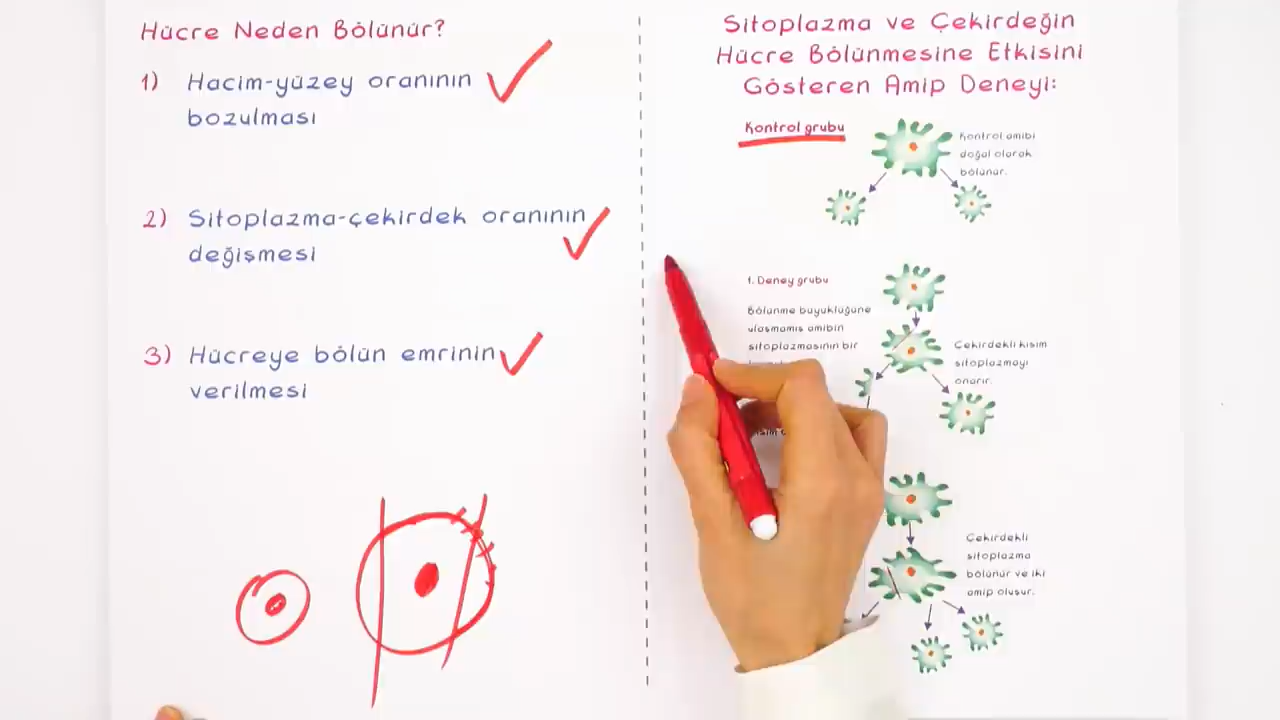 Hücre Neden Bölünür?
1) Hacim-yüzey oranının
bozulması
2) Sitoplazma-çekirdek oranının
değişmesi
3) Hücreye bölün emrinin
verilmesi
Sitoplazma ve Çekirdeğin
Hücre Bölünmesine Etkisini
Gösteren Amip Deneyi:
Kontrol grubu
Kontrol amibi
doğal olarak
bölünür.
1. Deney grubu
Bölünme büyüklüğüne
ulaşmamış amibin
sitoplazmasının bir
Çekirdekli kısım
sitoplazmayı
onarır.
Çekirdekli
sitoplazma
bölünür ve iki
amip oluşur.